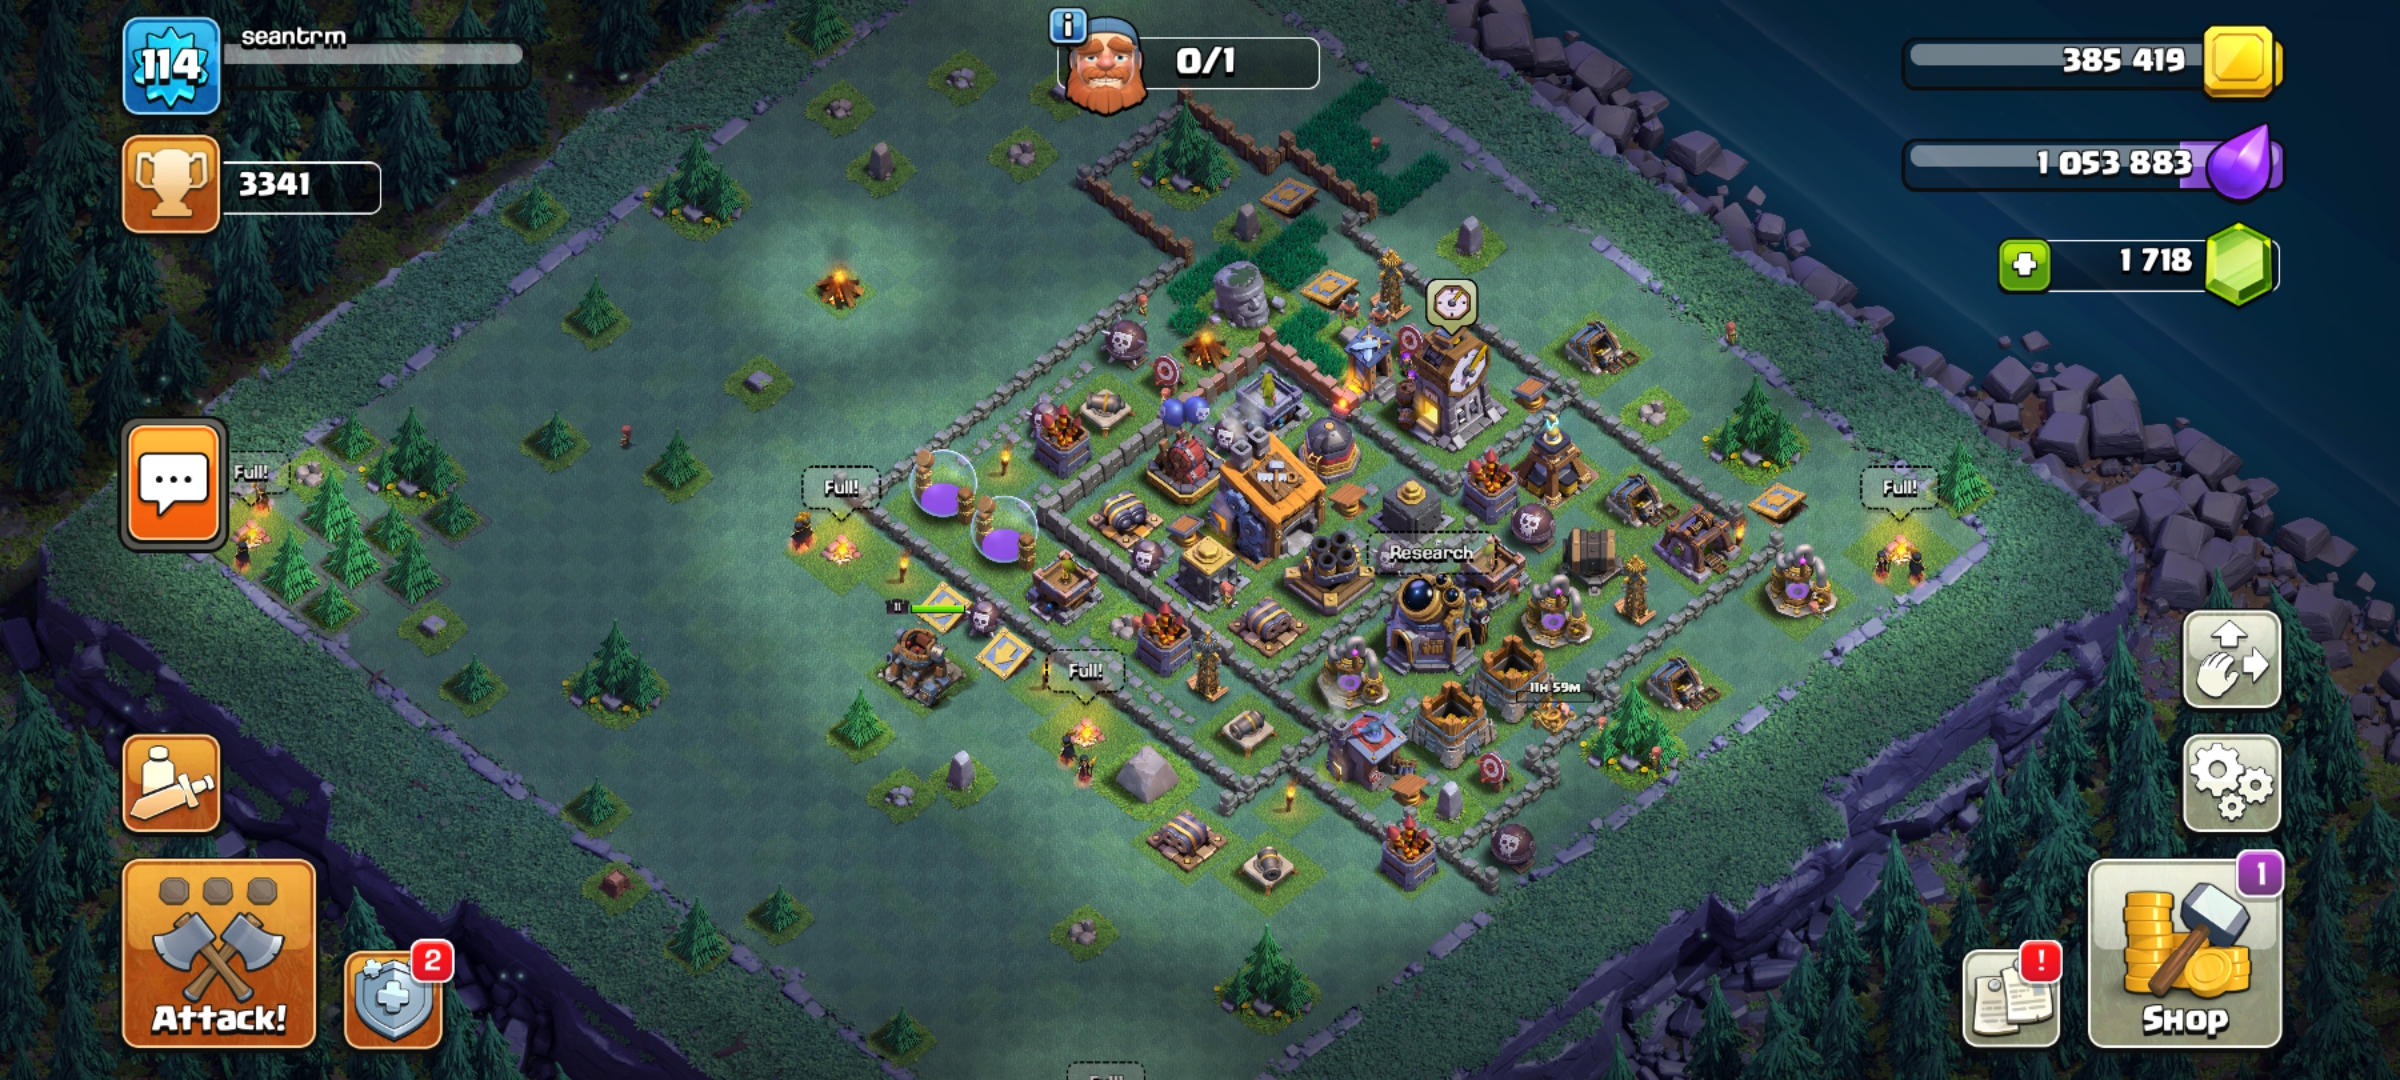 114
seantrm
i
0/1
385 419
3341
1 053 883
1 718
Full!
Full!
Full!
Research
Full!
11H 59M
1
2
!
Attack!
Shop